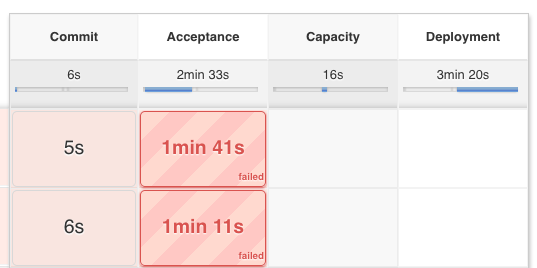 Commit Acceptance Capacity Deployment
6s 2min 33s 16s 3min 20s
5s 1min 41s
failed
6s 1min 11s
failed